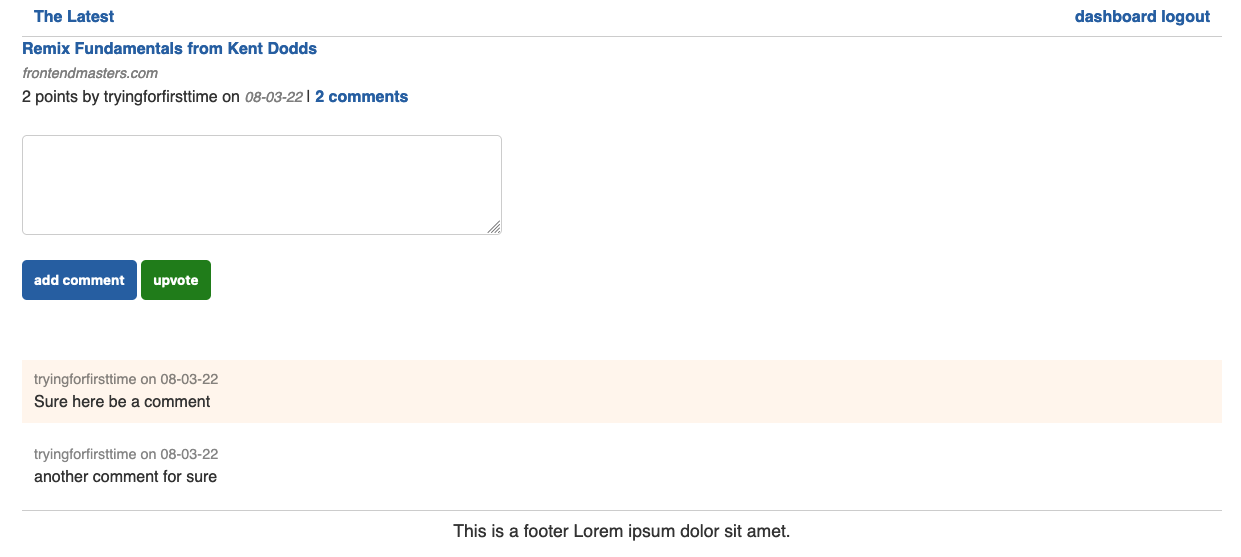 The Latest
dashboard logout
Remix Fundamentals from Kent Dodds
frontendmasters.com
2 points by tryingforfirsttime on 08-03-22 | 2 comments
add comment upvote
tryingforfirsttime on 08-03-22
Sure here be a comment
tryingforfirsttime on 08-03-22
another comment for sure
This is a footer Lorem ipsum dolor sit amet.